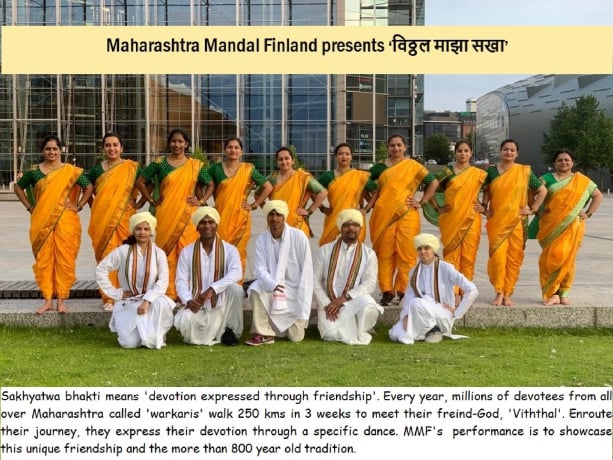 Maharashtra Mandal Finland presents ‘विठ्ठल माझा सखा’
Sakhyatwa bhakti means 'devotion expressed through friendship'. Every year, millions of devotees from all
over Maharashtra called 'warkaris' walk 250 kms in 3 weeks to meet their freind-God, 'Viththal'. Enroute
their journey, they express their devotion through a specific dance. MMF's performance is to showcase
this unique friendship and the more than 800 year old tradition.